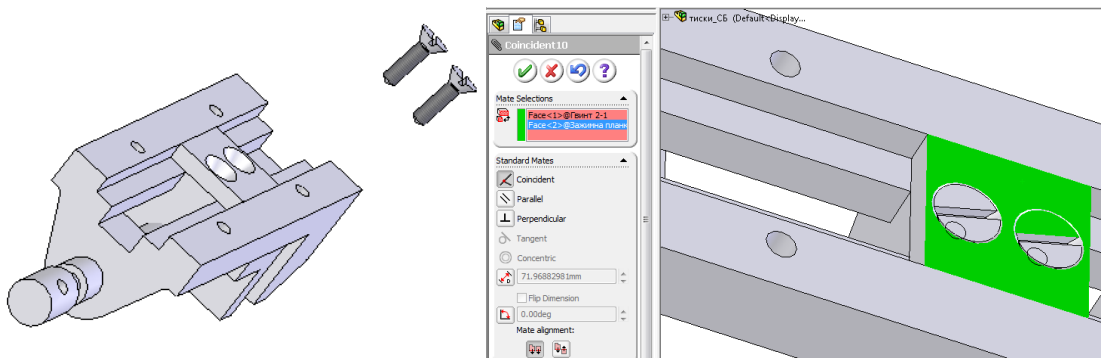 Coincident10
Mate Selections
Face<1>@Гвинт 2-1
Face<2>@Зажимна планк
Standard Mates
Coincident
Parallel
Perpendicular
Tangent
Concentric
71.96882981mm
Flip Dimension
0.00deg
Mate alignment:
тиски_СБ (Default<Display...